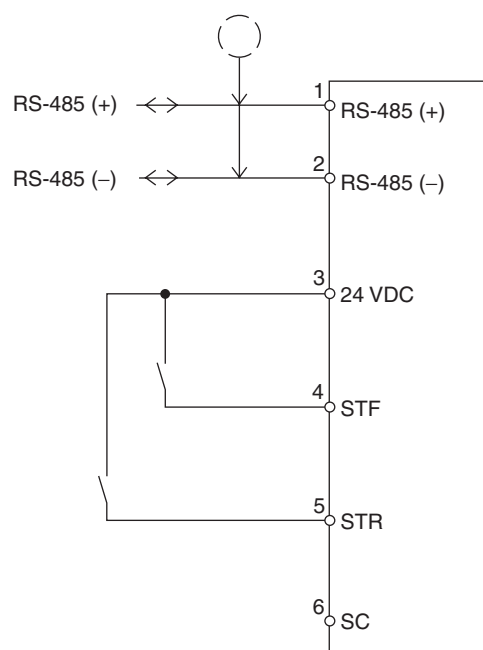 1
RS-485 (+)
RS-485 (+)
2
RS-485 (–)
RS-485 (–)
3
24 VDC
4
STF
5
STR
6
SC